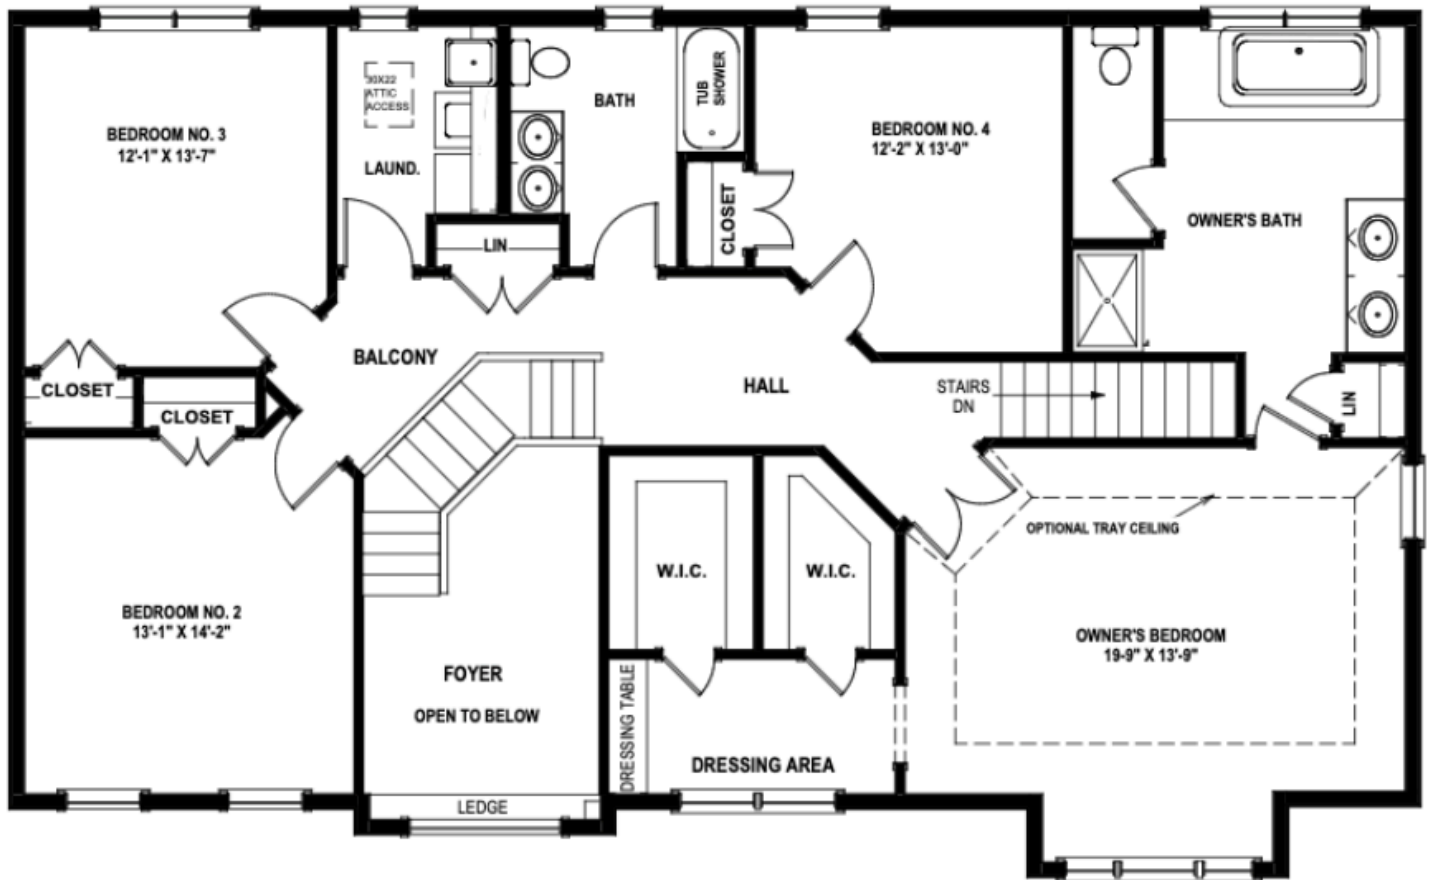 BEDROOM NO. 3
12'-1" X 13'-7"
30X22
ATTIC
ACCESS
LAUND.
BATH
TUB
SHOWER
BEDROOM NO. 4
12'-2" X 13'-0"
OWNER'S BATH
CLOSET
LIN
BALCONY
HALL
STAIRS
DN
LIN
CLOSET
CLOSET
OPTIONAL TRAY CEILING
W.I.C.
W.I.C.
BEDROOM NO. 2
13'-1" X 14'-2"
OWNER'S BEDROOM
19-9" X 13'-9"
FOYER
OPEN TO BELOW
DRESSING TABLE
DRESSING AREA
LEDGE